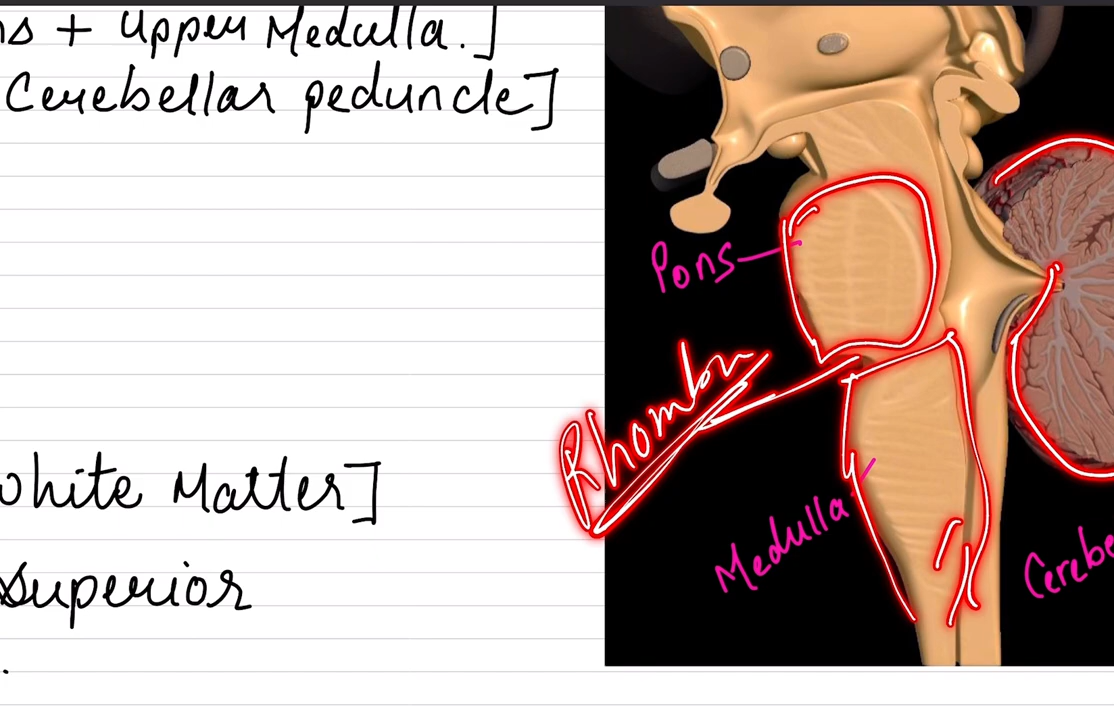 ns + Upper Medulla.]
Cerebellar peduncle]
Pons
Rhombo
Medulla
white Matter]
Superior
Cerebe